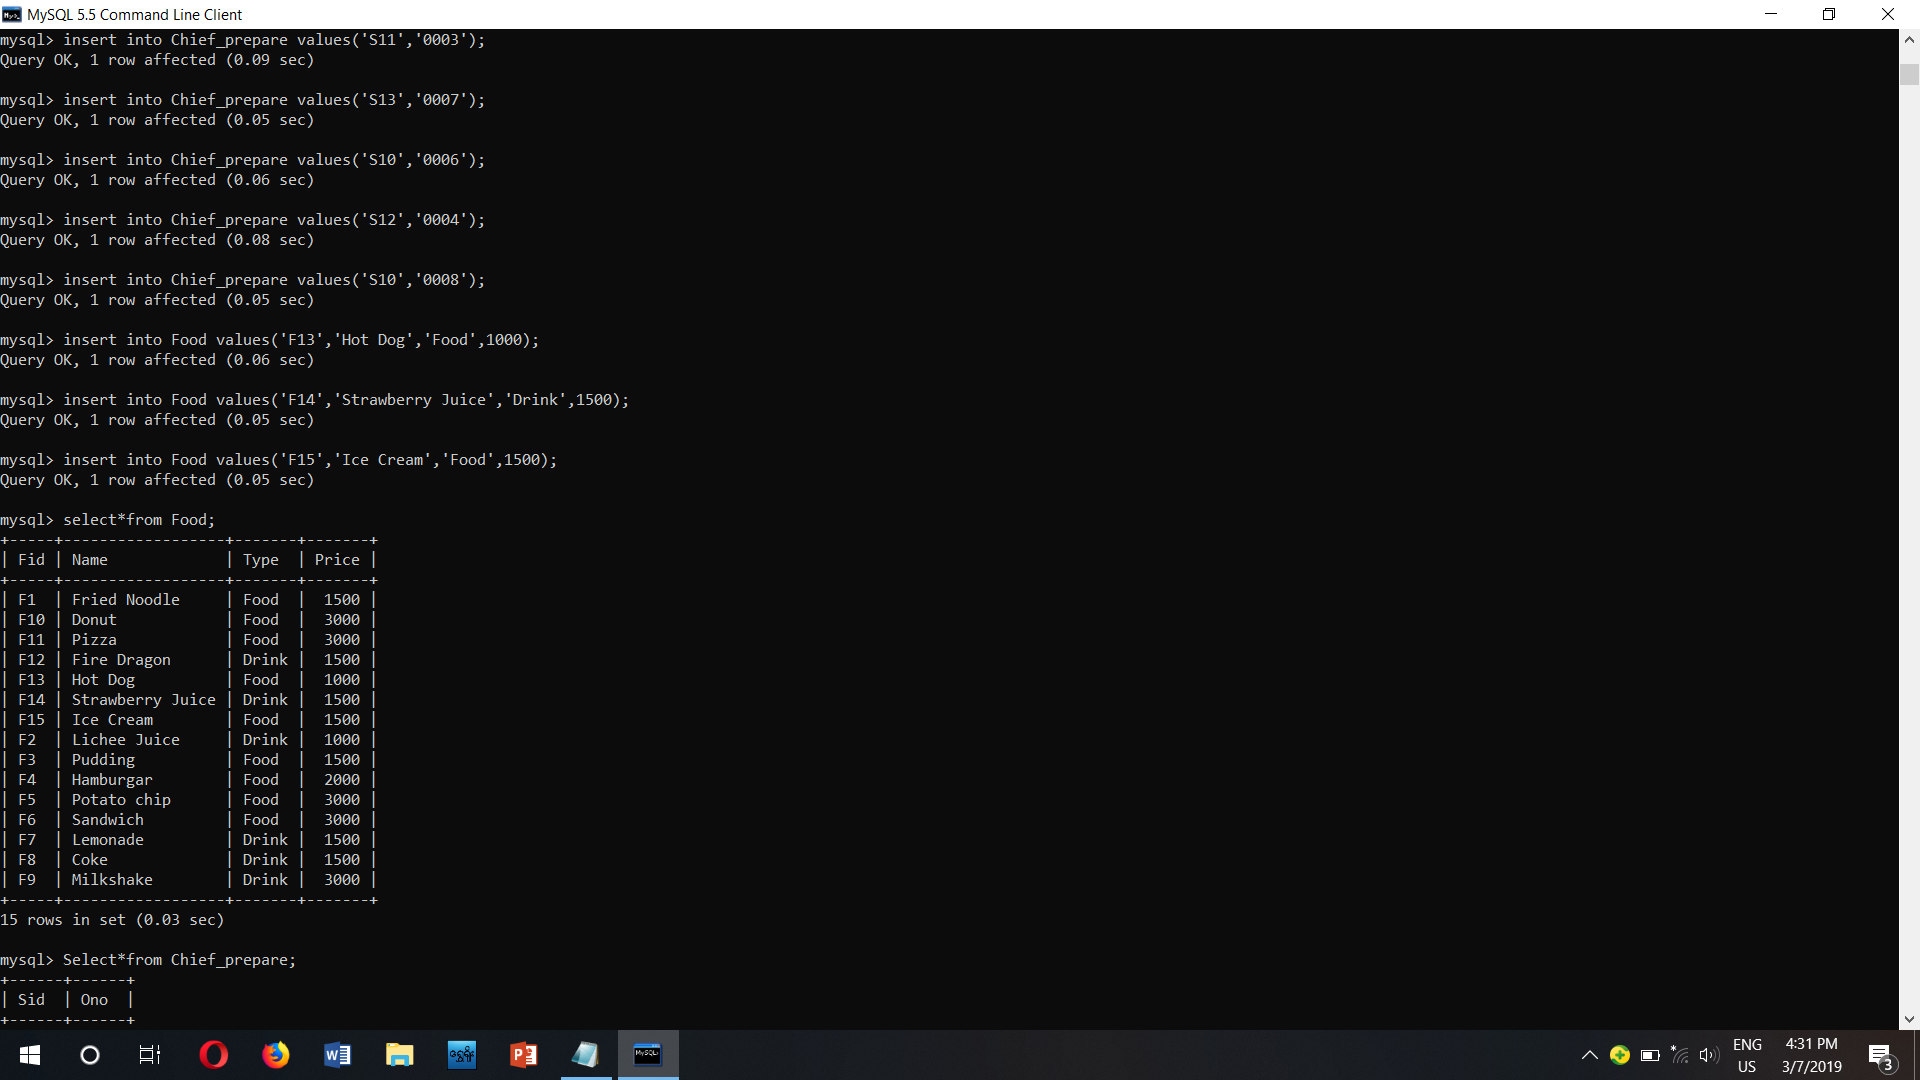 MySQL 5.5 Command Line Client
mysql> insert into Chief_prepare values('S11','0003');
Query OK, 1 row affected (0.09 sec)
mysql> insert into Chief_prepare values('S13','0007');
Query OK, 1 row affected (0.05 sec)
mysql> insert into Chief_prepare values('S10','0006');
Query OK, 1 row affected (0.06 sec)
mysql> insert into Chief_prepare values('S12','0004');
Query OK, 1 row affected (0.08 sec)
mysql> insert into Chief_prepare values('S10','0008');
Query OK, 1 row affected (0.05 sec)
mysql> insert into Food values('F13','Hot Dog','Food',1000);
Query OK, 1 row affected (0.06 sec)
mysql> insert into Food values('F14','Strawberry Juice','Drink',1500);
Query OK, 1 row affected (0.05 sec)
mysql> insert into Food values('F15','Ice Cream','Food',1500);
Query OK, 1 row affected (0.05 sec)
mysql> select*from Food;
+-----+------------------+-------+-------+
| Fid | Name             | Type  | Price |
+-----+------------------+-------+-------+
| F1  | Fried Noodle     | Food  |  1500 |
| F10 | Donut            | Food  |  3000 |
| F11 | Pizza            | Food  |  3000 |
| F12 | Fire Dragon      | Drink |  1500 |
| F13 | Hot Dog          | Food  |  1000 |
| F14 | Strawberry Juice | Drink |  1500 |
| F15 | Ice Cream        | Food  |  1500 |
| F2  | Lichee Juice     | Drink |  1000 |
| F3  | Pudding          | Food  |  1500 |
| F4  | Hamburgar        | Food  |  2000 |
| F5  | Potato chip      | Food  |  3000 |
| F6  | Sandwich         | Food  |  3000 |
| F7  | Lemonade         | Drink |  1500 |
| F8  | Coke             | Drink |  1500 |
| F9  | Milkshake        | Drink |  3000 |
+-----+------------------+-------+-------+
15 rows in set (0.03 sec)
mysql> Select*from Chief_prepare;
+------+------+
| Sid  | Ono  |
+------+------+
ENG
US
4:31 PM
3/7/2019
3